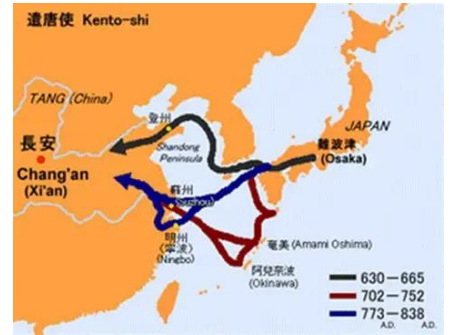 遣唐使 Kento-shi
TANG (China)
登州
Shandong
Peninsula
JAPAN
長安
Chang'an
(Xi'an)
難波津
(Osaka)
蘇州
(Suzhou)
明州
(寧波)
(Ningbo)
奄美 (Amami Oshima)
阿兒奈波
(Okinawa)
630－665
702－752
773－838
A.D. A.D.